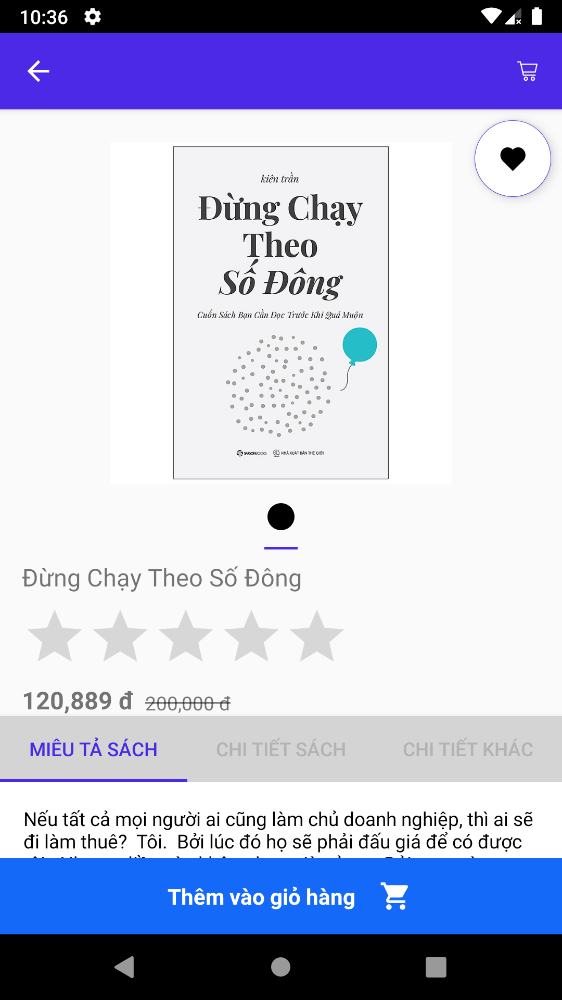 10:36
kiên trần
Đừng Chạy
Theo
Số Đông
Cuốn Sách Bạn Cần Đọc Trước Khi Quá Muộn
SAIGONBOOKS NHÀ XUẤT BẢN THẾ GIỚI
Đừng Chạy Theo Số Đông
120,889 đ 200,000 đ
MIÊU TẢ SÁCH CHI TIẾT SÁCH CHI TIẾT KHÁC
Nếu tất cả mọi người ai cũng làm chủ doanh nghiệp, thì ai sẽ
đi làm thuê?  Tôi.  Bởi lúc đó họ sẽ phải đấu giá để có được
Thêm vào giỏ hàng